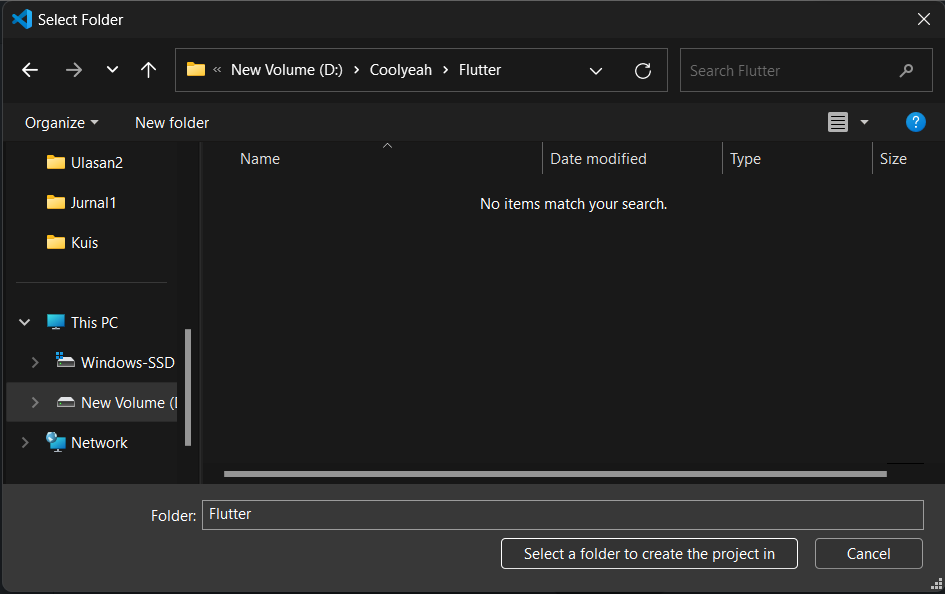 Select Folder
« New Volume (D:) > Coolyeah > Flutter
Search Flutter
Organize
New folder
?
Ulasan2
Jurnal1
Kuis
This PC
Windows-SSD
New Volume (
Network
Name
Date modified
Type
Size
No items match your search.
Folder:
Flutter
Select a folder to create the project in
Cancel